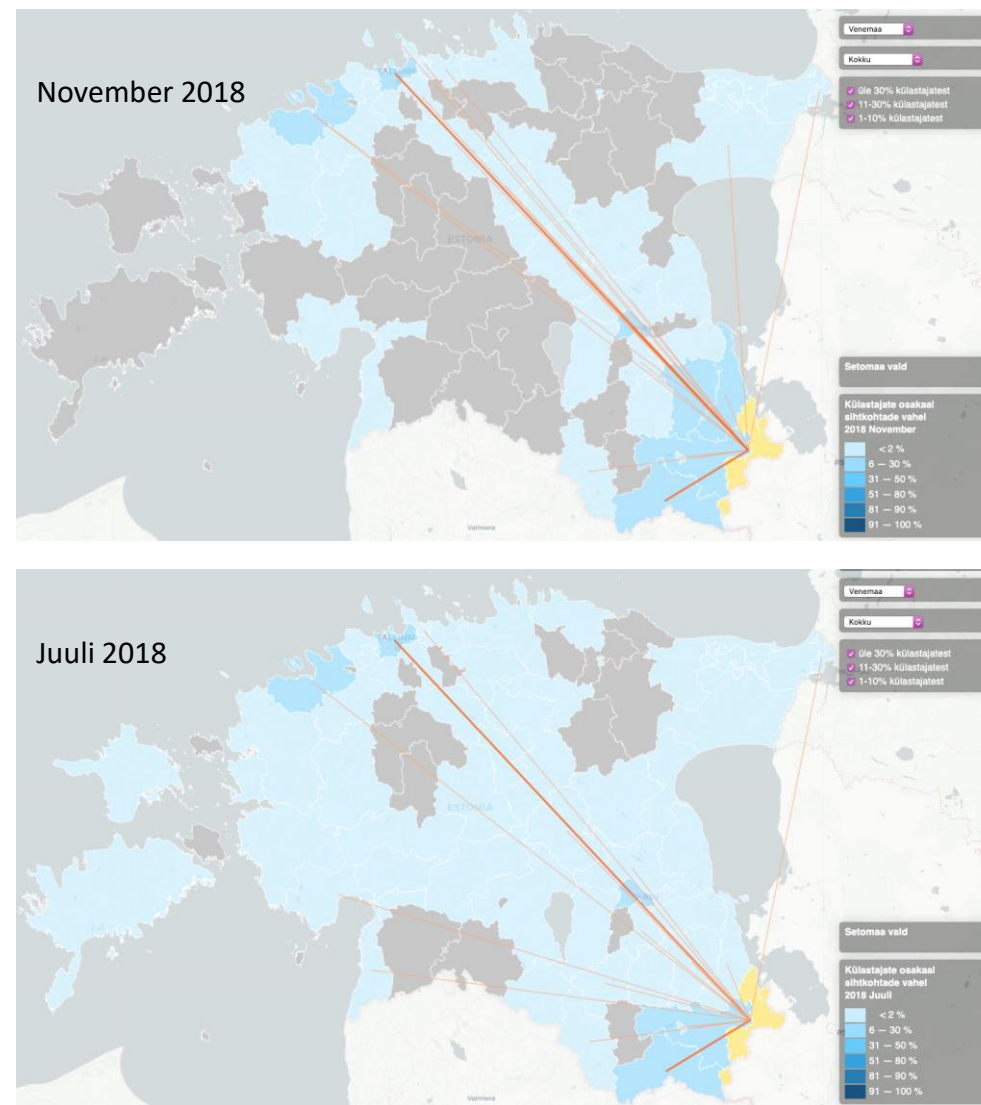 November 2018
TALLINN
ESTONIA
Valmiera
Venemaa
Kokku
üle 30% külastajatest
11-30% külastajatest
1-10% külastajatest
Setomaa vald
Külastajate osakaal
sihtkohtade vahel
2018 November
< 2 %
6 — 30 %
31 — 50 %
51 — 80 %
81 — 90 %
91 — 100 %
Juuli 2018
TALLINN
ESTONIA
Valmiera
Venemaa
Kokku
üle 30% külastajatest
11-30% külastajatest
1-10% külastajatest
Setomaa vald
Külastajate osakaal
sihtkohtade vahel
2018 Juuli
< 2 %
6 — 30 %
31 — 50 %
51 — 80 %
81 — 90 %
91 — 100 %